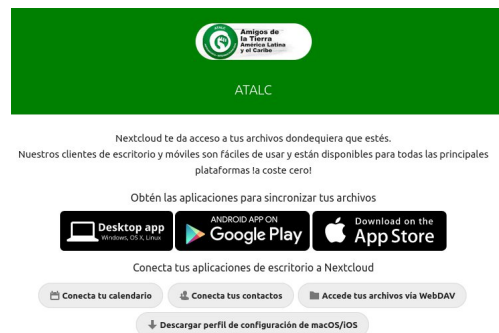 ATALC
Amigos de
la Tierra
América Latina
y el Caribe
ATALC
Nextcloud te da acceso a tus archivos dondequiera que estés.
Nuestros clientes de escritorio y móviles son fáciles de usar y están disponibles para todas las principales
plataformas !a coste cero!
Obtén las aplicaciones para sincronizar tus archivos
Desktop app
Windows, OS X, Linux
ANDROID APP ON
Google Play
Download on the
App Store
Conecta tus aplicaciones de escritorio a Nextcloud
Conecta tu calendario
Conecta tus contactos
Accede tus archivos vía WebDAV
Descargar perfil de configuración de macOS/iOS